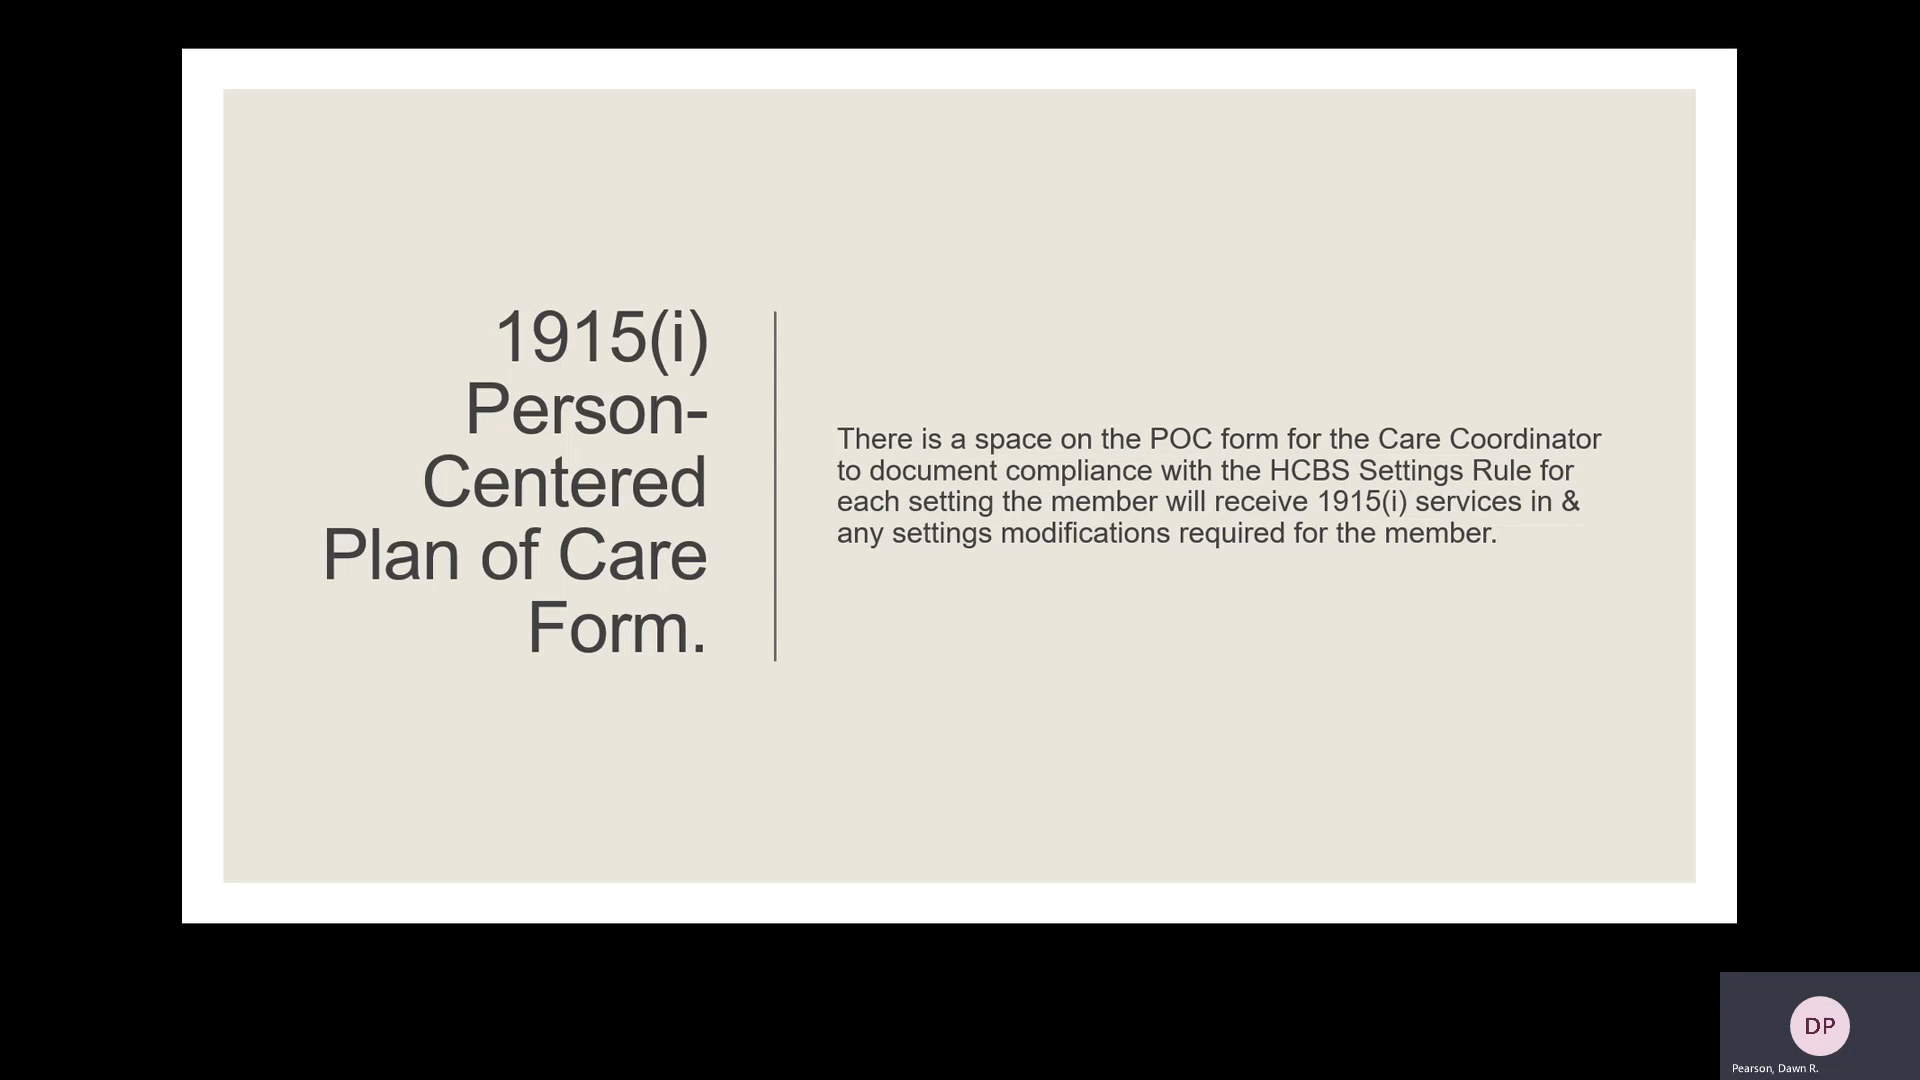 1915(i)
Person-
Centered
Plan of Care
Form.
There is a space on the POC form for the Care Coordinator
to document compliance with the HCBS Settings Rule for
each setting the member will receive 1915(i) services in &
any settings modifications required for the member.
DP
Pearson, Dawn R.